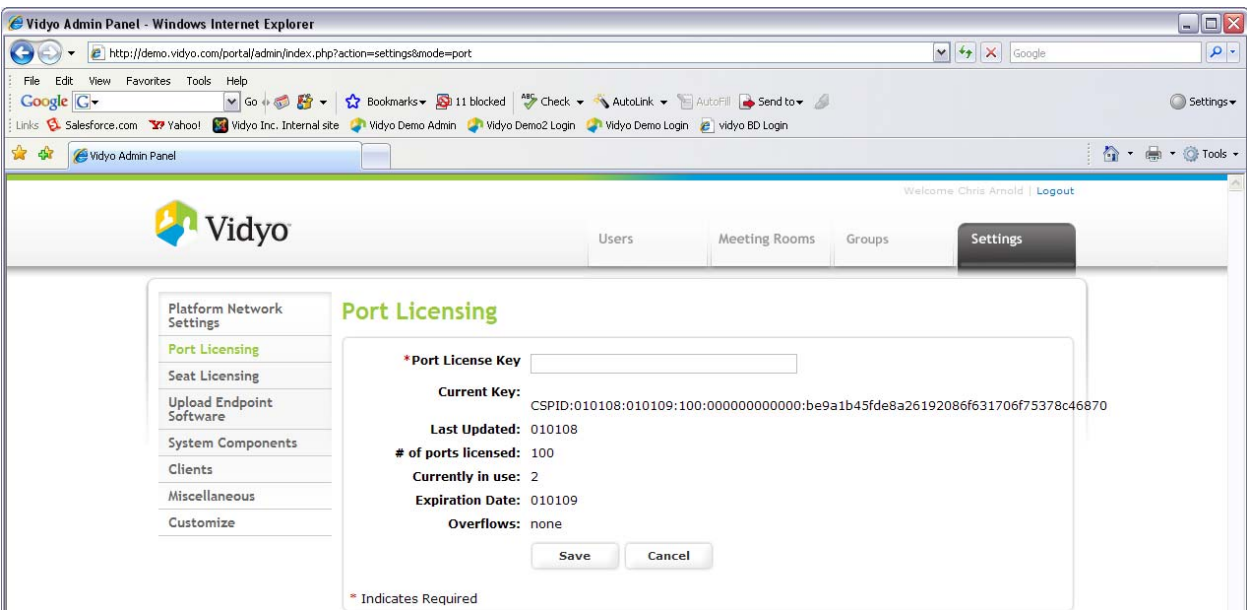 Vidyo Admin Panel - Windows Internet Explorer
http://demo.vidyo.com/portal/admin/index.php?action=settings&mode=port
Google
File Edit View Favorites Tools Help
Google G Go Bookmarks 11 blocked ABC Check AutoLink AutoFill Send to Settings
Links Salesforce.com Yahoo! Vidyo Inc. Internal site Vidyo Demo Admin Vidyo Demo2 Login Vidyo Demo Login vidyo BD Login
Vidyo Admin Panel Tools
Welcome Chris Arnold | Logout
Vidyo
Users Meeting Rooms Groups Settings
Platform Network
Settings
Port Licensing
Seat Licensing
Upload Endpoint
Software
System Components
Clients
Miscellaneous
Customize
Port Licensing
*Port License Key
Current Key:
CSPID:010108:010109:100:000000000000:be9a1b45fde8a26192086f631706f75378c46870
Last Updated: 010108
# of ports licensed: 100
Currently in use: 2
Expiration Date: 010109
Overflows: none
Save Cancel
* Indicates Required